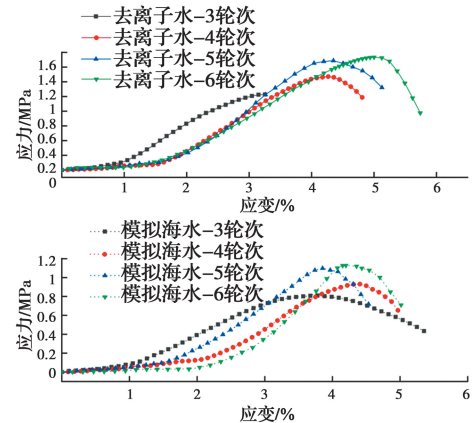 去离子水-3轮次
去离子水-4轮次
去离子水-5轮次
去离子水-6轮次
1.6
1.4
1.2
1.0
0.8
0.6
0.4
0.2
0
应力/MPa
1 2 3 4 5 6
应变/%
模拟海水-3轮次
模拟海水-4轮次
模拟海水-5轮次
模拟海水-6轮次
1.2
1
0.8
0.6
0.4
0.2
0
应力/MPa
1 2 3 4 5 6
应变/%